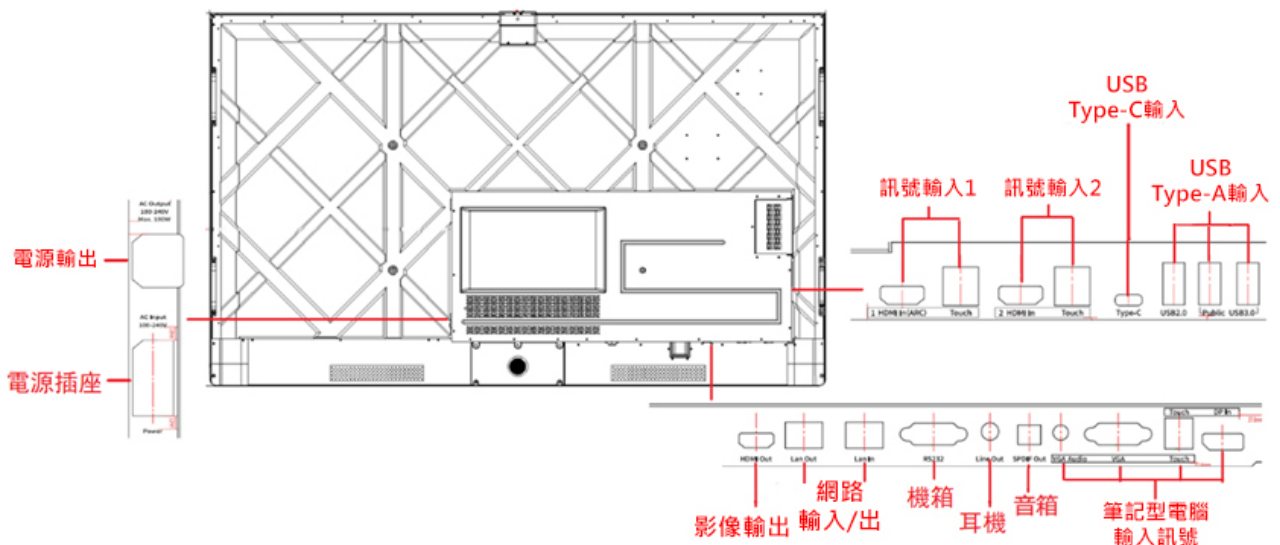 USB
Type-C輸入
USB
Type-A輸入
訊號輸入1
訊號輸入2
AC Output
100-240V
Max. 100W
電源輸出
AC Input
100-240V
電源插座
Power
1 HDMI In (ARC)
Touch
2 HDMI In
Touch
Type-C
USB2.0
Public
USB3.0
Touch
DP In
HDMI Out
Lan Out
Lan In
RS232
Line Out
SPDIF Out
VGA Audio
VGA
Touch
影像輸出
網路
輸入/出
機箱
耳機
音箱
筆記型電腦
輸入訊號